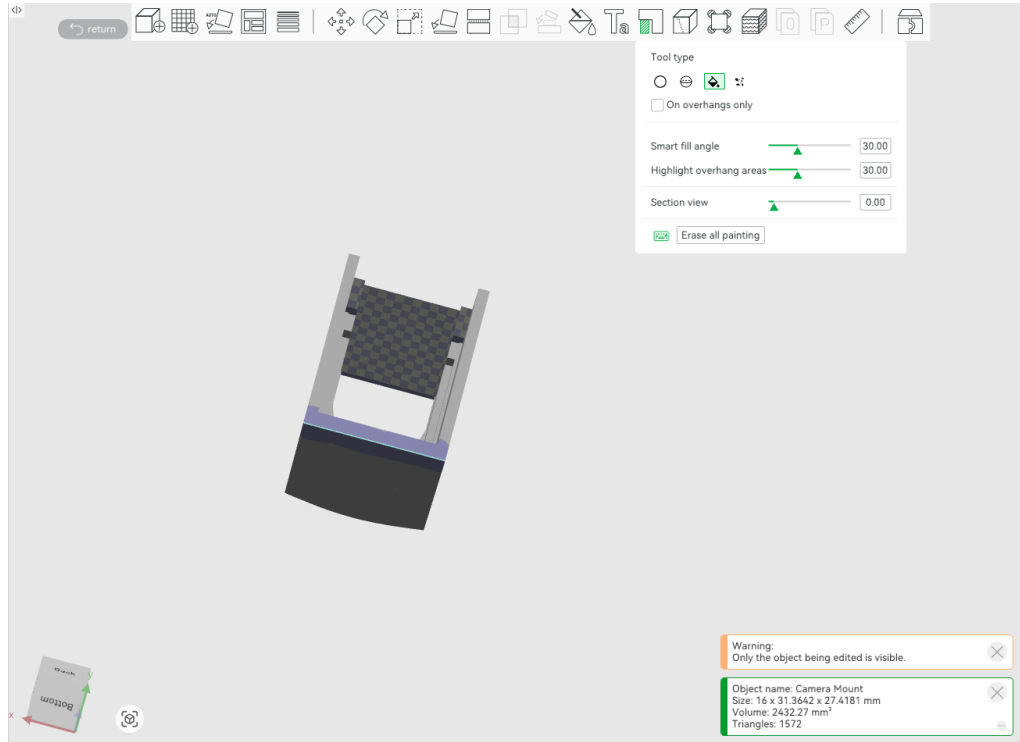 return
AUTO
Ta
O
P
Tool type
On overhangs only
Smart fill angle 30.00
Highlight overhang areas 30.00
Section view 0.00
Erase all painting
Back
Bottom
y
x
Warning:
Only the object being edited is visible.
Object name: Camera Mount
Size: 16 x 31.3642 x 27.4181 mm
Volume: 2432.27 mm³
Triangles: 1572